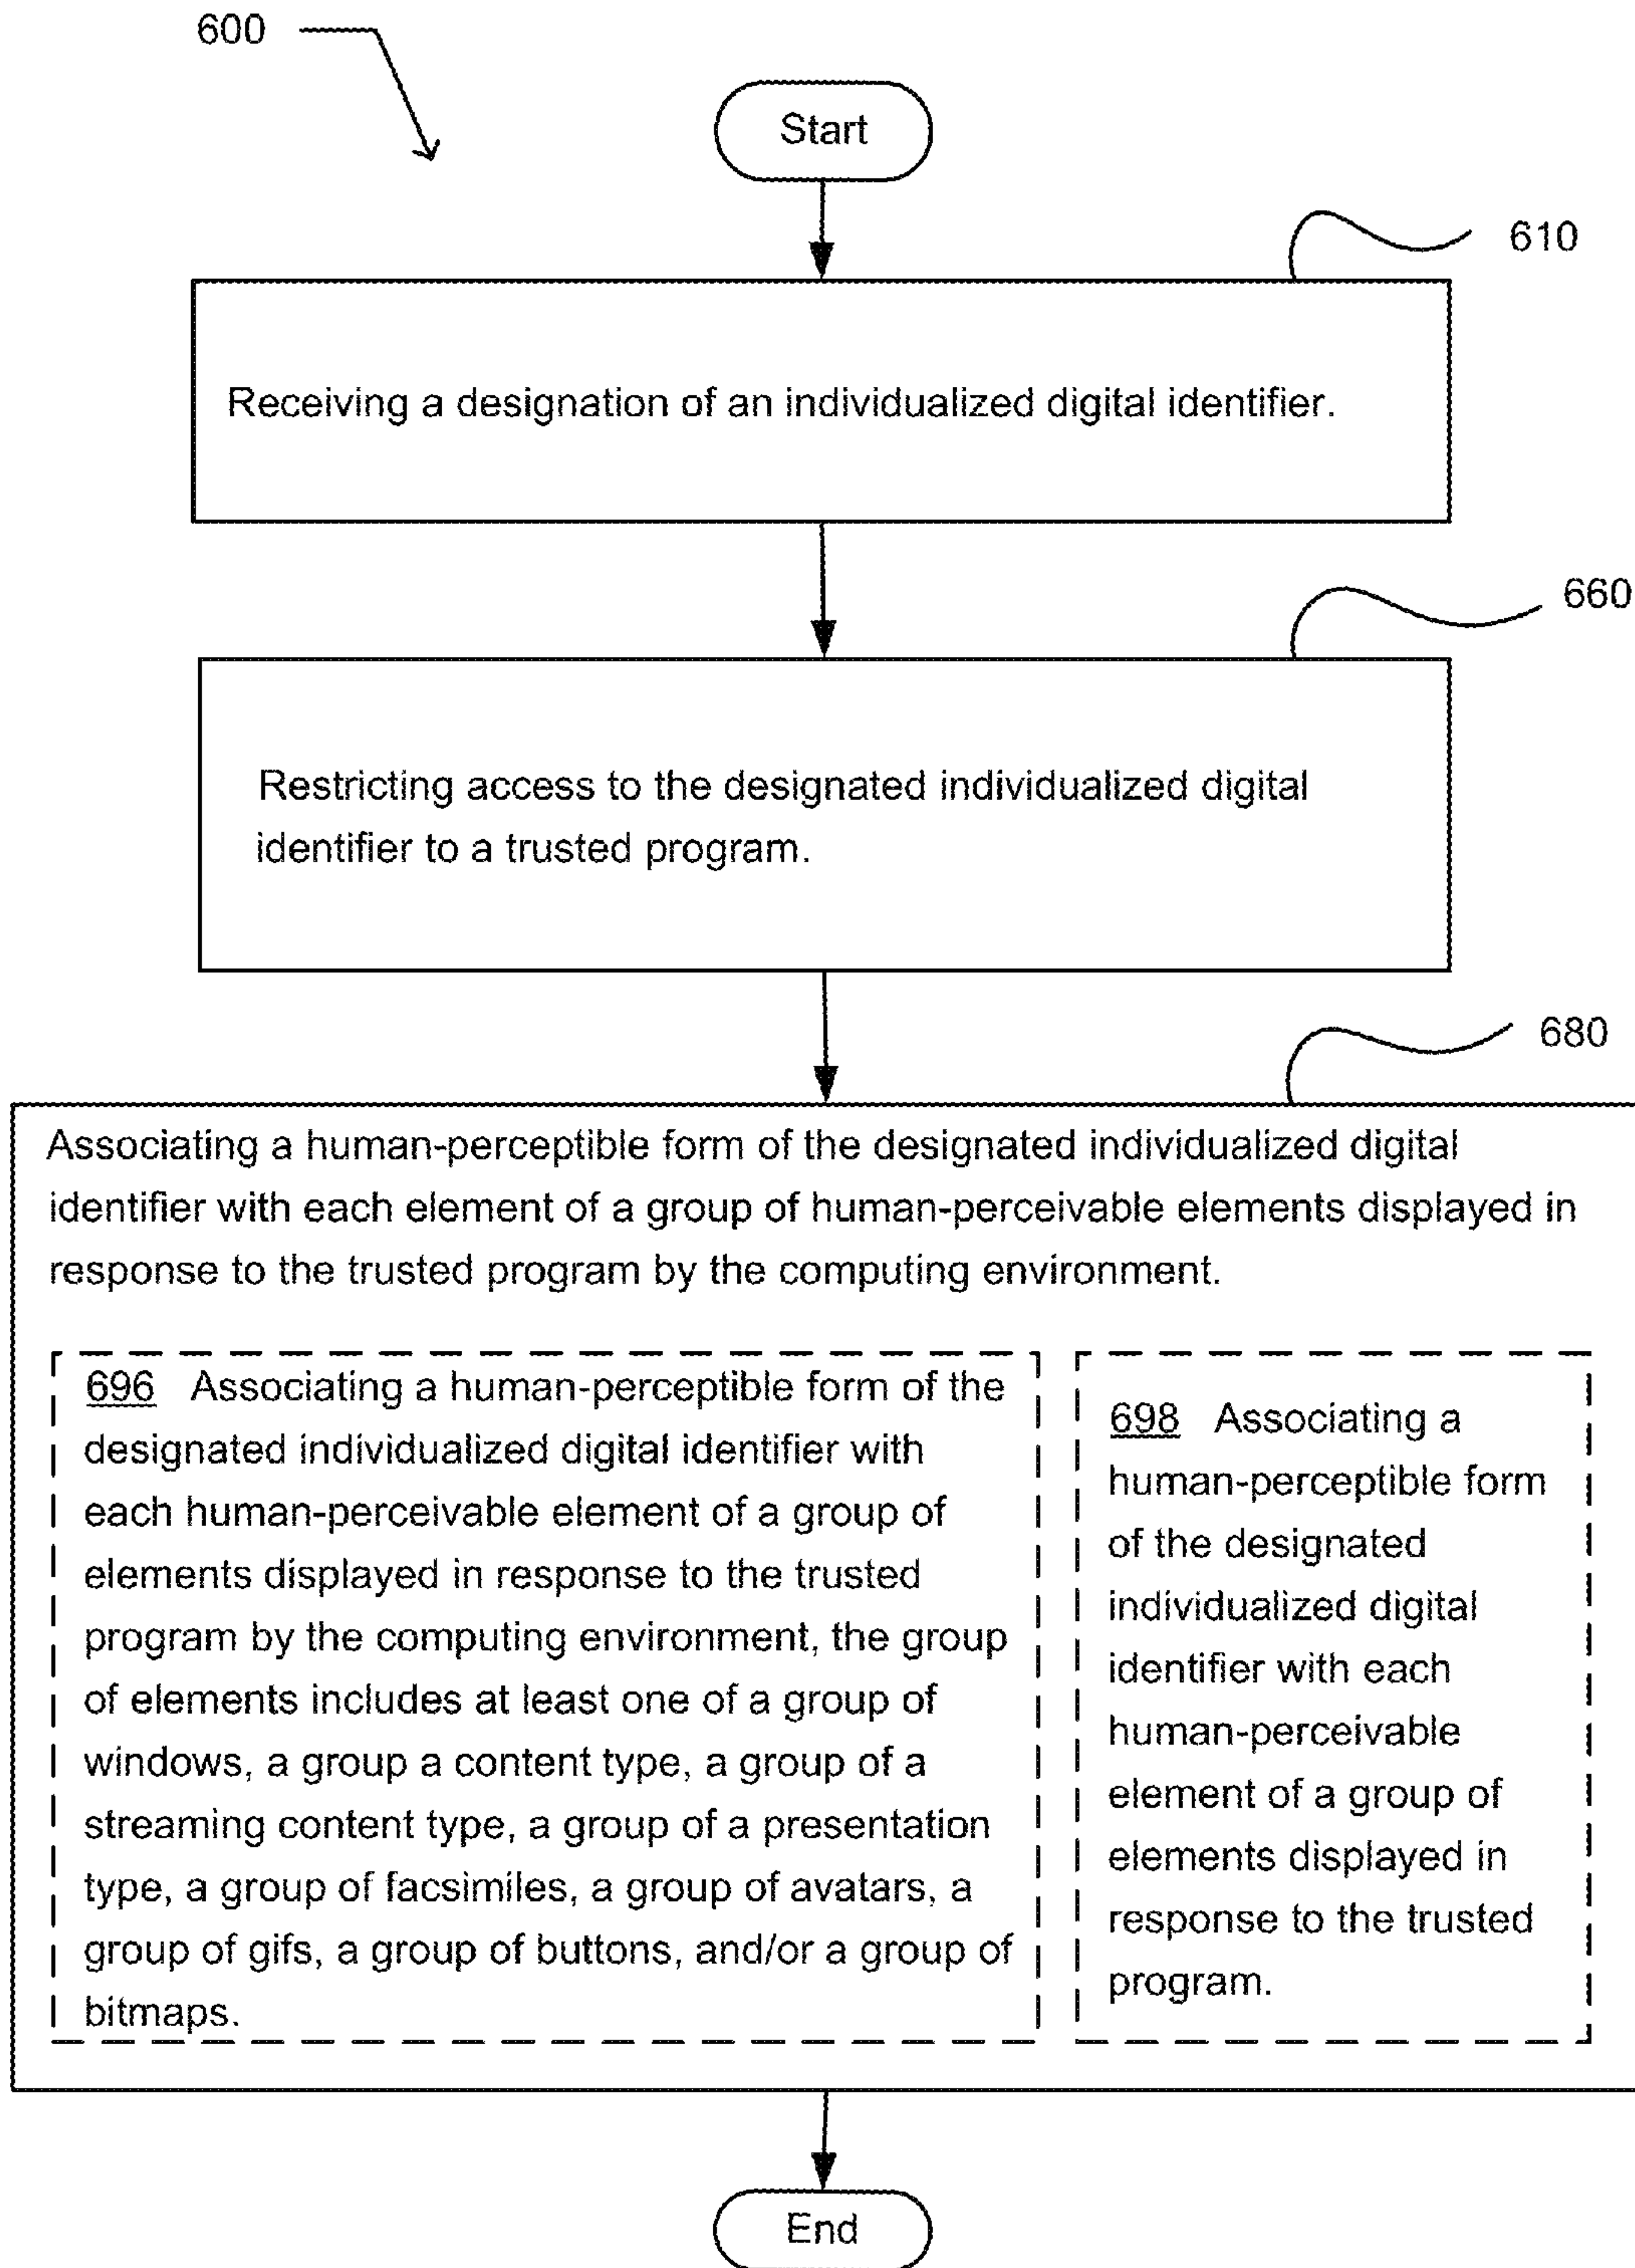 600
Start
610
Receiving a designation of an individualized digital identifier.
660
Restricting access to the designated individualized digital
identifier to a trusted program.
680
Associating a human-perceptible form of the designated individualized digital
identifier with each element of a group of human-perceivable elements displayed in
response to the trusted program by the computing environment.
696 Associating a human-perceptible form of the
designated individualized digital identifier with
each human-perceivable element of a group of
elements displayed in response to the trusted
program by the computing environment, the group
of elements includes at least one of a group of
windows, a group a content type, a group of a
streaming content type, a group of a presentation
type, a group of facsimiles, a group of avatars, a
group of gifs, a group of buttons, and/or a group of
bitmaps.
698 Associating a
human-perceptible form
of the designated
individualized digital
identifier with each
human-perceivable
element of a group of
elements displayed in
response to the trusted
program.
End